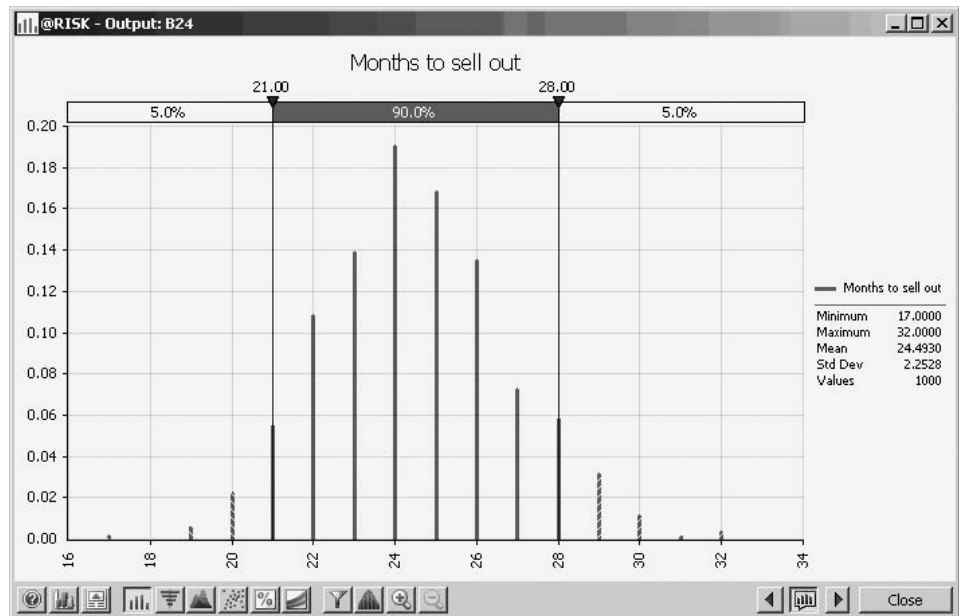 @RISK - Output: B24
Months to sell out
21.00 28.00
5.0% 90.0% 5.0%
0.20
0.18
0.16
0.14
0.12
0.10
0.08
0.06
0.04
0.02
0.00
16 18 20 22 24 26 28 30 32 34
Months to sell out
Minimum 17.0000
Maximum 32.0000
Mean 24.4930
Std Dev 2.2528
Values 1000
Close